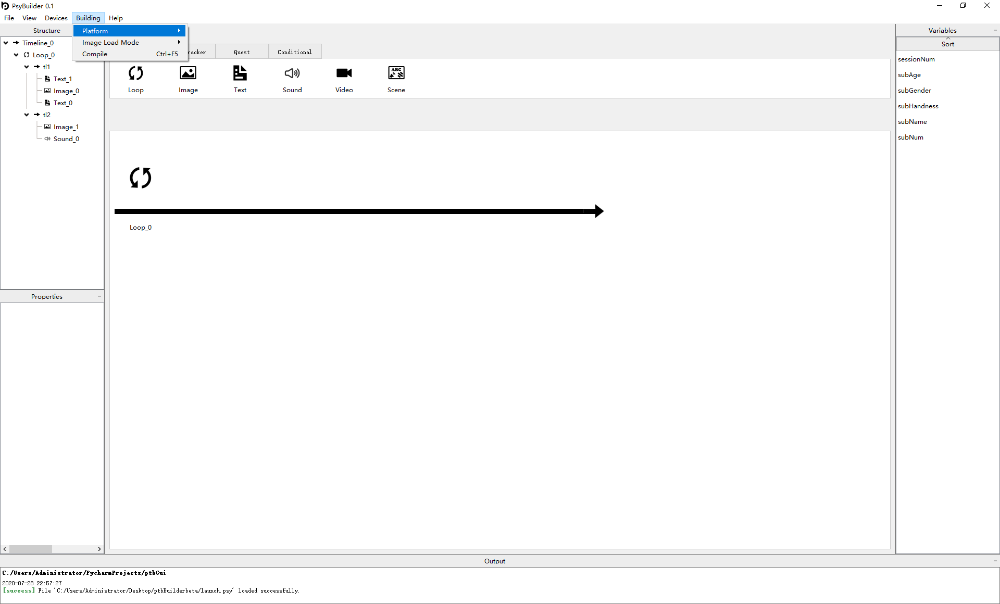 PsyBuilder 0.1
File View Devices Building Help
Structure
Timeline_0
Loop_0
tl1
Text_1
Image_0
Text_0
tl2
Image_1
Sound_0
Platform
Image Load Mode
Compile Ctrl+F5
Quest Conditional
Loop Image Text Sound Video Scene
Loop_0
Properties
Variables
Sort
sessionNum
subAge
subGender
subHandness
subName
subNum
Output
C:/Users/Administrator/PycharmProjects/ptbGui
2020-07-28 22:57:27
[success] File 'C:/Users/Administrator/Desktop/ptbBuilderbeta/launch.psy' loaded successfully.